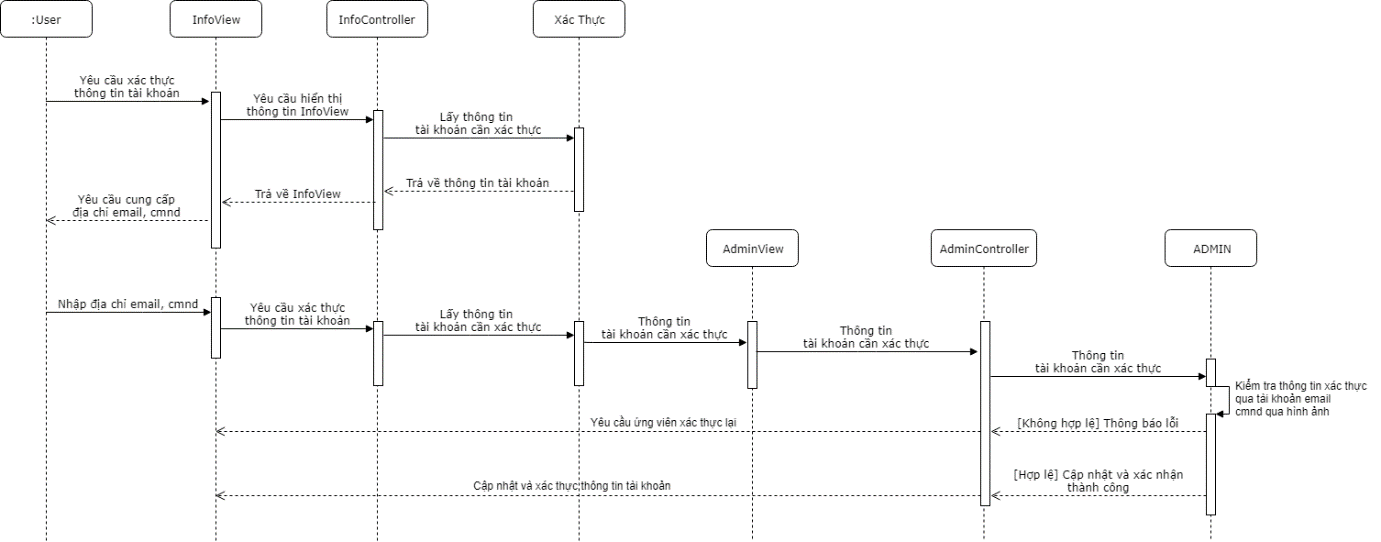 :User
InfoView
InfoController
Xác Thực
Yêu cầu xác thực
thông tin tài khoản
Yêu cầu hiển thị
thông tin InfoView
Lấy thông tin
tài khoản cần xác thực
Trả về thông tin tài khoản
Trả về InfoView
Yêu cầu cung cấp
địa chỉ email, cmnd
AdminView
AdminController
ADMIN
Nhập địa chỉ email, cmnd
Yêu cầu xác thực
thông tin tài khoản
Lấy thông tin
tài khoản cần xác thực
Thông tin
tài khoản cần xác thực
Thông tin
tài khoản cần xác thực
Thông tin
tài khoản cần xác thực
Kiểm tra thông tin xác thực
qua tài khoản email
cmnd qua hình ảnh
[Không hợp lệ] Thông báo lỗi
Yêu cầu ứng viên xác thực lại
[Hợp lệ] Cập nhật và xác nhận
thành công
Cập nhật và xác thực thông tin tài khoản